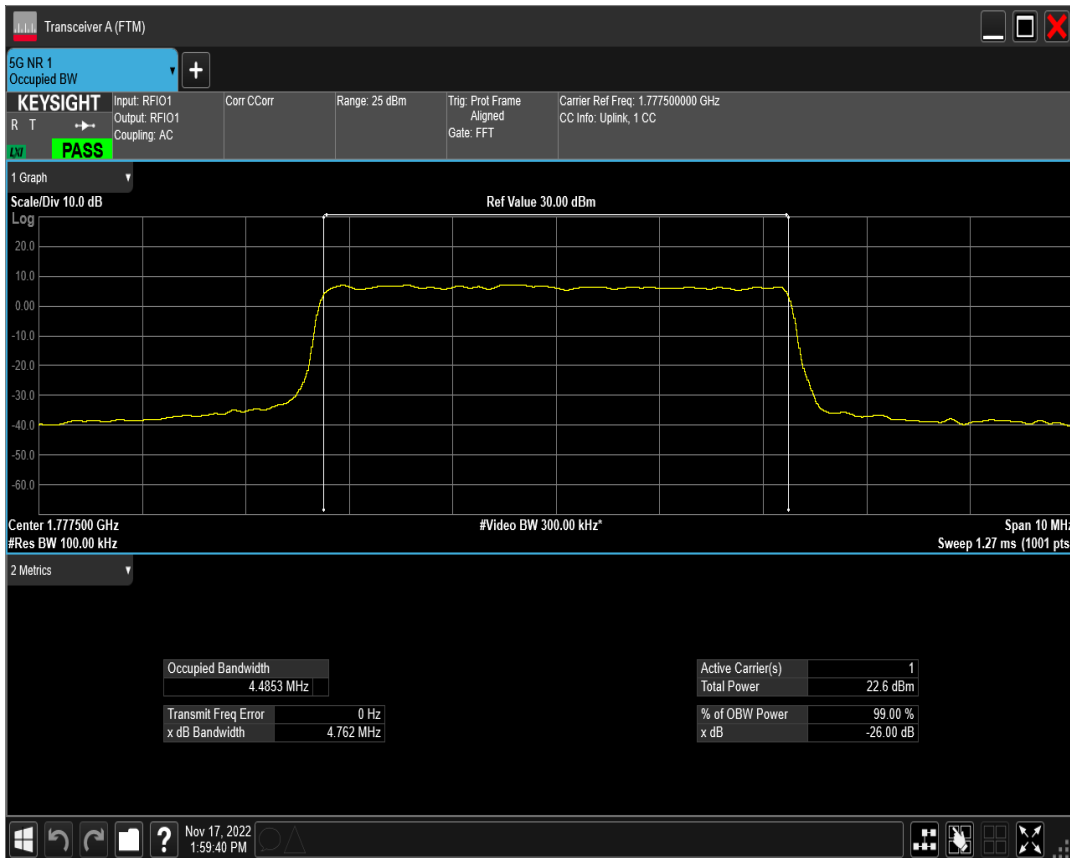 Transceiver A (FTM)
5G NR 1
Occupied BW
+
KEYSIGHT
R T
LXI
PASS
Input: RFIO1
Output: RFIO1
Coupling: AC
Corr CCorr
Range: 25 dBm
Trig: Prot Frame
Aligned
Gate: FFT
Carrier Ref Freq: 1.777500000 GHz
CC Info: Uplink, 1 CC
1 Graph
Scale/Div 10.0 dB
Ref Value 30.00 dBm
Log
20.0
10.0
0.00
-10.0
-20.0
-30.0
-40.0
-50.0
-60.0
Center 1.777500 GHz
#Video BW 300.00 kHz*
Span 10 MHz
#Res BW 100.00 kHz
Sweep 1.27 ms (1001 pts
2 Metrics
Occupied Bandwidth
4.4853 MHz
Transmit Freq Error 0 Hz
x dB Bandwidth 4.762 MHz
Active Carrier(s) 1
Total Power 22.6 dBm
% of OBW Power 99.00 %
x dB -26.00 dB
?
Nov 17, 2022
1:59:40 PM